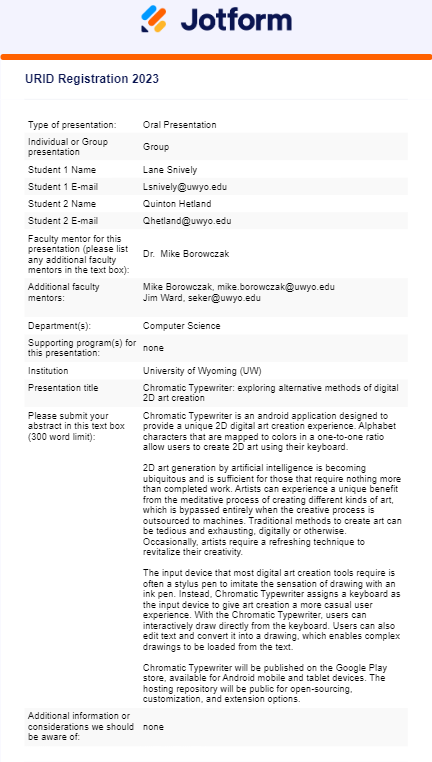 Jotform
URID Registration 2023
Type of presentation: Oral Presentation
Individual or Group
presentation
Group
Student 1 Name Lane Snively
Student 1 E-mail Lsnively@uwyo.edu
Student 2 Name Quinton Hetland
Student 2 E-mail Qhetland@uwyo.edu
Faculty mentor for this
presentation (please list
any additional faculty
mentors in the text box):
Dr. Mike Borowczak
Additional faculty
mentors:
Mike Borowczak, mike.borowczak@uwyo.edu
Jim Ward, seker@uwyo.edu
Department(s): Computer Science
Supporting program(s) for
this presentation:
none
Institution University of Wyoming (UW)
Presentation title
Chromatic Typewriter: exploring alternative methods of digital
2D art creation
Please submit your
abstract in this text box
(300 word limit):
Chromatic Typewriter is an android application designed to
provide a unique 2D digital art creation experience. Alphabet
characters that are mapped to colors in a one-to-one ratio
allow users to create 2D art using their keyboard.
2D art generation by artificial intelligence is becoming
ubiquitous and is sufficient for those that require nothing more
than completed work. Artists can experience a unique benefit
from the meditative process of creating different kinds of art,
which is bypassed entirely when the creative process is
outsourced to machines. Traditional methods to create art can
be tedious and exhausting, digitally or otherwise.
Occasionally, artists require a refreshing technique to
revitalize their creativity.
The input device that most digital art creation tools require is
often a stylus pen to imitate the sensation of drawing with an
ink pen. Instead, Chromatic Typewriter assigns a keyboard as
the input device to give art creation a more casual user
experience. With the Chromatic Typewriter, users can
interactively draw directly from the keyboard. Users can also
edit text and convert it into a drawing, which enables complex
drawings to be loaded from the text.
Chromatic Typewriter will be published on the Google Play
store, available for Android mobile and tablet devices. The
hosting repository will be public for open-sourcing,
customization, and extension options.
Additional information or
considerations we should
be aware of:
none